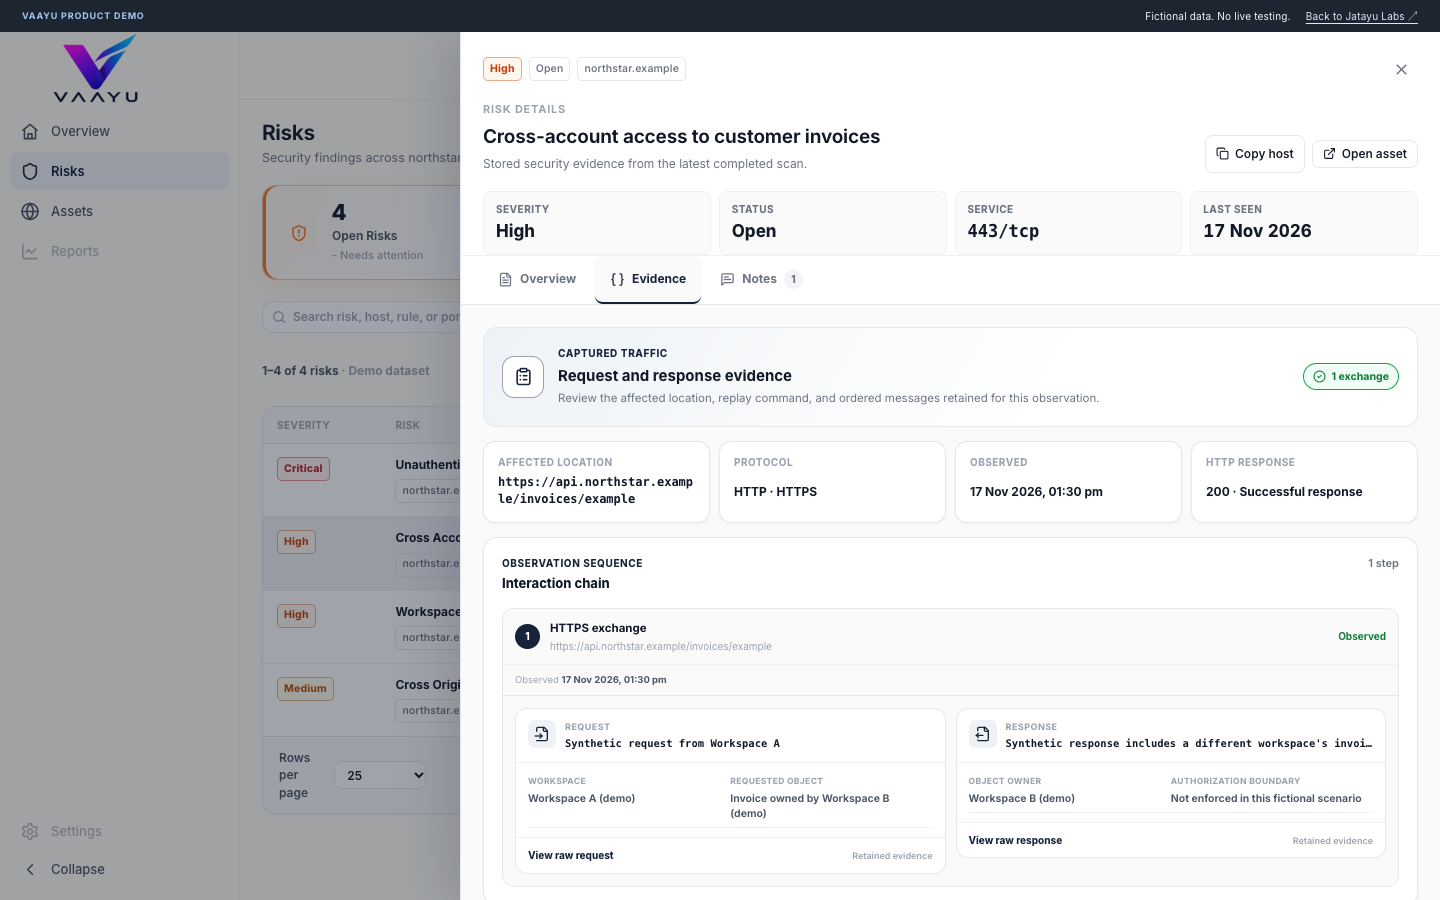 VAAYU PRODUCT DEMO
Fictional data. No live testing. Back to Jatayu Labs ↗
VAAYU
Overview
Risks
Assets
Reports
Settings
Collapse
Risks
Security findings across northstar
4
Open Risks
- Needs attention
Search risk, host, rule, or por
1–4 of 4 risks · Demo dataset
SEVERITY RISK
Critical Unauthenti
northstar.e
High Cross Acco
northstar.e
High Workspace
northstar.e
Medium Cross Origi
northstar.e
Rows
per
page
25
High Open northstar.example
RISK DETAILS
Cross-account access to customer invoices
Stored security evidence from the latest completed scan.
Copy host Open asset
SEVERITY
High
STATUS
Open
SERVICE
443/tcp
LAST SEEN
17 Nov 2026
Overview {} Evidence Notes 1
CAPTURED TRAFFIC
Request and response evidence
Review the affected location, replay command, and ordered messages retained for this observation.
1 exchange
AFFECTED LOCATION
https://api.northstar.examp
le/invoices/example
PROTOCOL
HTTP · HTTPS
OBSERVED
17 Nov 2026, 01:30 pm
HTTP RESPONSE
200 · Successful response
OBSERVATION SEQUENCE
Interaction chain
1 step
1 HTTPS exchange
https://api.northstar.example/invoices/example
Observed
Observed 17 Nov 2026, 01:30 pm
REQUEST
Synthetic request from Workspace A
WORKSPACE
Workspace A (demo)
REQUESTED OBJECT
Invoice owned by Workspace B
(demo)
View raw request Retained evidence
RESPONSE
Synthetic response includes a different workspace's invoi…
OBJECT OWNER
Workspace B (demo)
AUTHORIZATION BOUNDARY
Not enforced in this fictional scenario
View raw response Retained evidence